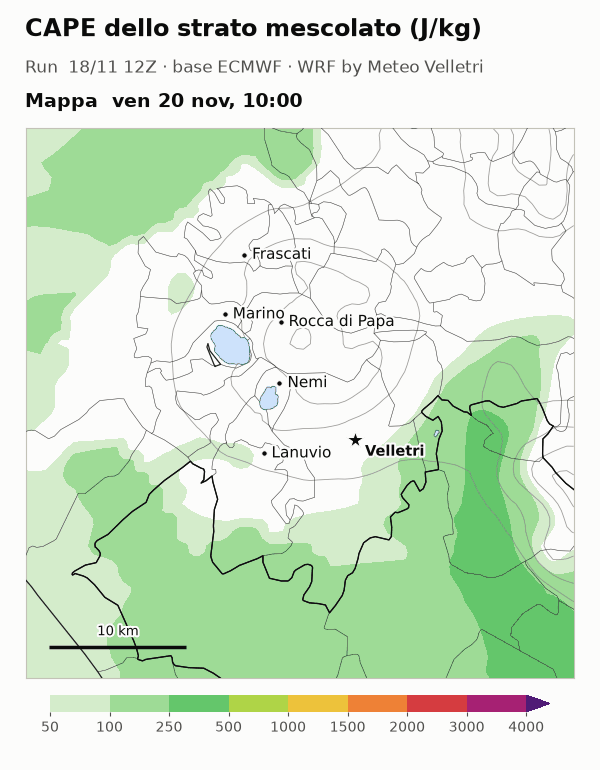 CAPE dello strato mescolato (J/kg)
Run  18/11 12Z · base ECMWF · WRF by Meteo Velletri
Mappa  ven 20 nov, 10:00
Frascati
Marino
Rocca di Papa
Nemi
Lanuvio
Velletri
10 km
50 100 250 500 1000 1500 2000 3000 4000